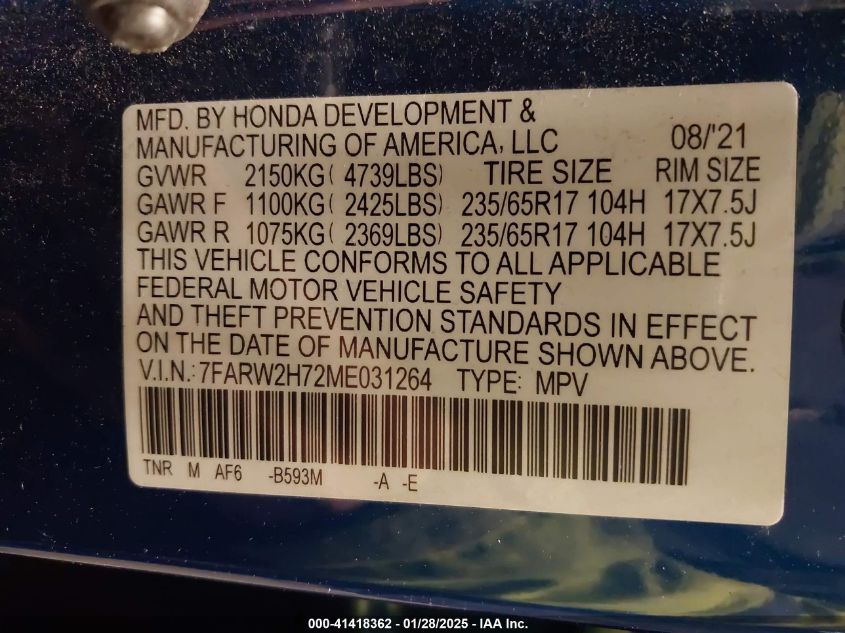 MFD. BY HONDA DEVELOPMENT &
MANUFACTURING OF AMERICA, LLC 08/'21
GVWR 2150KG( 4739LBS) TIRE SIZE RIM SIZE
GAWR F 1100KG( 2425LBS) 235/65R17 104H 17X7.5J
GAWR R 1075KG( 2369LBS) 235/65R17 104H 17X7.5J
THIS VEHICLE CONFORMS TO ALL APPLICABLE
FEDERAL MOTOR VEHICLE SAFETY
AND THEFT PREVENTION STANDARDS IN EFFECT
ON THE DATE OF MANUFACTURE SHOWN ABOVE.
V.I.N.: 7FARW2H72ME031264 TYPE: MPV
TNR M AF6 -B593M -A -E
000-41418362 - 01/28/2025 - IAA Inc.